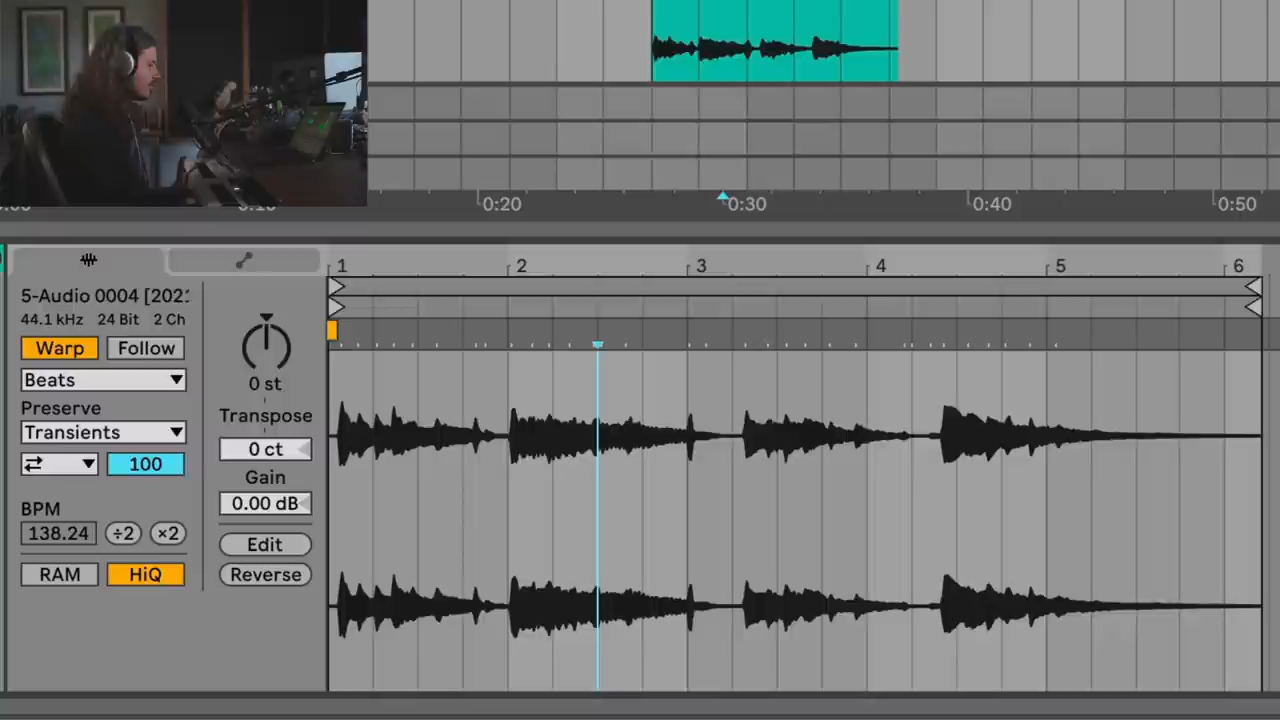 0:20
0:30
0:40
0:50
1 2 3 4 5 6
5-Audio 0004 [202
44.1 kHz 24 Bit 2 Ch
Warp Follow
Beats
Preserve
Transients
100
BPM
138.24 ÷2 ×2
RAM HiQ
0 st
Transpose
0 ct
Gain
0.00 dB
Edit
Reverse